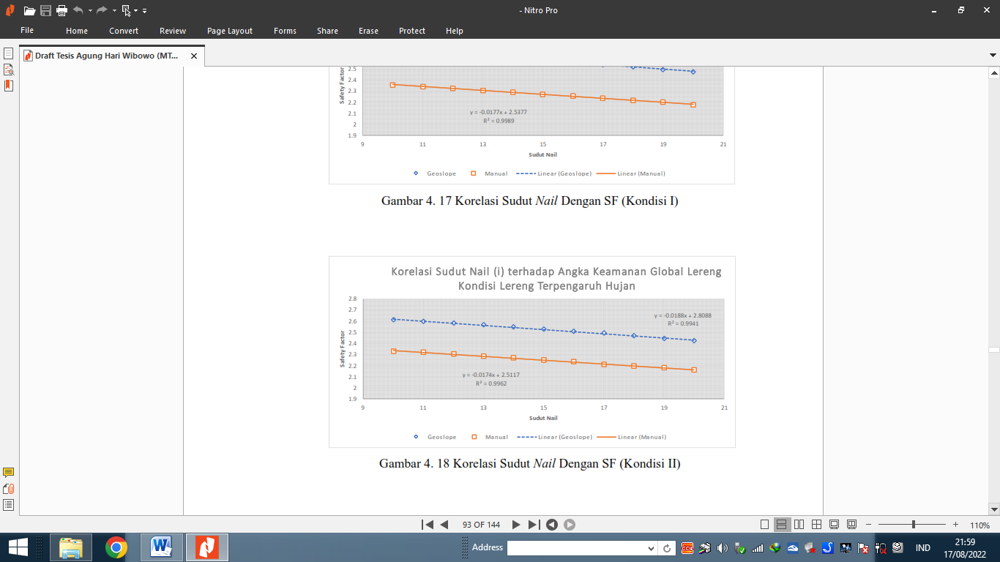 - Nitro Pro
File Home Convert Review Page Layout Forms Share Erase Protect Help
Draft Tesis Agung Hari Wibowo (MT...
2.5
2.4
2.3
2.2
2.1
2
1.9
Safety Factor
y = -0.0177x + 2.5377
R² = 0.9989
9 11 13 15 17 19 21
Sudut Nail
Geoslope Manual Linear (Geoslope) Linear (Manual)
Gambar 4. 17 Korelasi Sudut Nail Dengan SF (Kondisi I)
Korelasi Sudut Nail (i) terhadap Angka Keamanan Global Lereng
Kondisi Lereng Terpengaruh Hujan
2.8
2.7
2.6
2.5
2.4
2.3
2.2
2.1
2
1.9
Safety Factor
y = -0.0188x + 2.8088
R² = 0.9941
y = -0.0174x + 2.5117
R² = 0.9962
9 11 13 15 17 19 21
Sudut Nail
Geoslope Manual Linear (Geoslope) Linear (Manual)
Gambar 4. 18 Korelasi Sudut Nail Dengan SF (Kondisi II)
93 OF 144
110%
Address
IND
21:59
17/08/2022